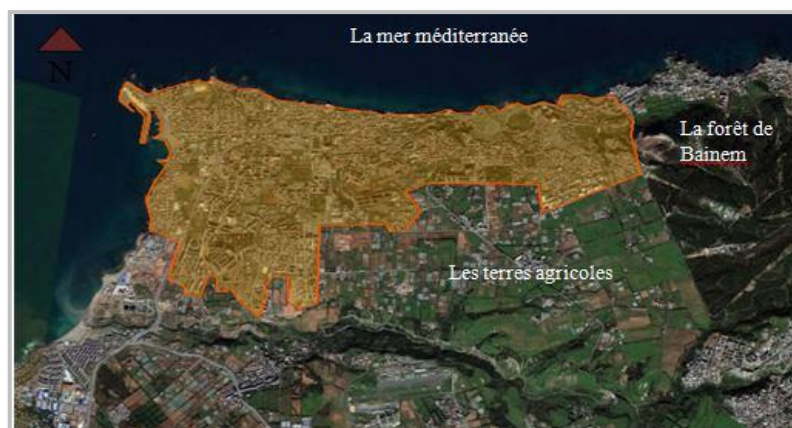 La mer méditerranée
N
La forêt de
Bainem
Les terres agricoles